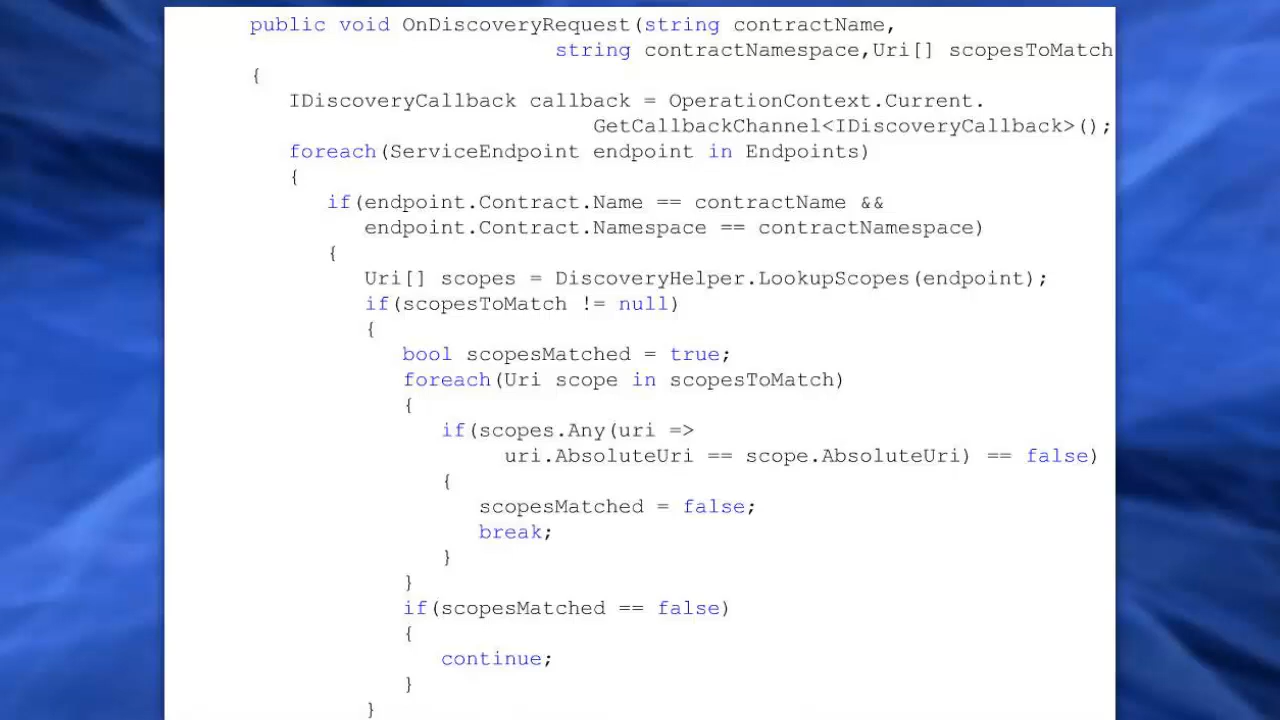 public void OnDiscoveryRequest(string contractName,
string contractNamespace,Uri[] scopesToMatch
{
IDiscoveryCallback callback = OperationContext.Current.
GetCallbackChannel<IDiscoveryCallback>();
foreach(ServiceEndpoint endpoint in Endpoints)
{
if(endpoint.Contract.Name == contractName &&
endpoint.Contract.Namespace == contractNamespace)
{
Uri[] scopes = DiscoveryHelper.LookupScopes(endpoint);
if(scopesToMatch != null)
{
bool scopesMatched = true;
foreach(Uri scope in scopesToMatch)
{
if(scopes.Any(uri =>
uri.AbsoluteUri == scope.AbsoluteUri) == false)
{
scopesMatched = false;
break;
}
}
if(scopesMatched == false)
{
continue;
}
}